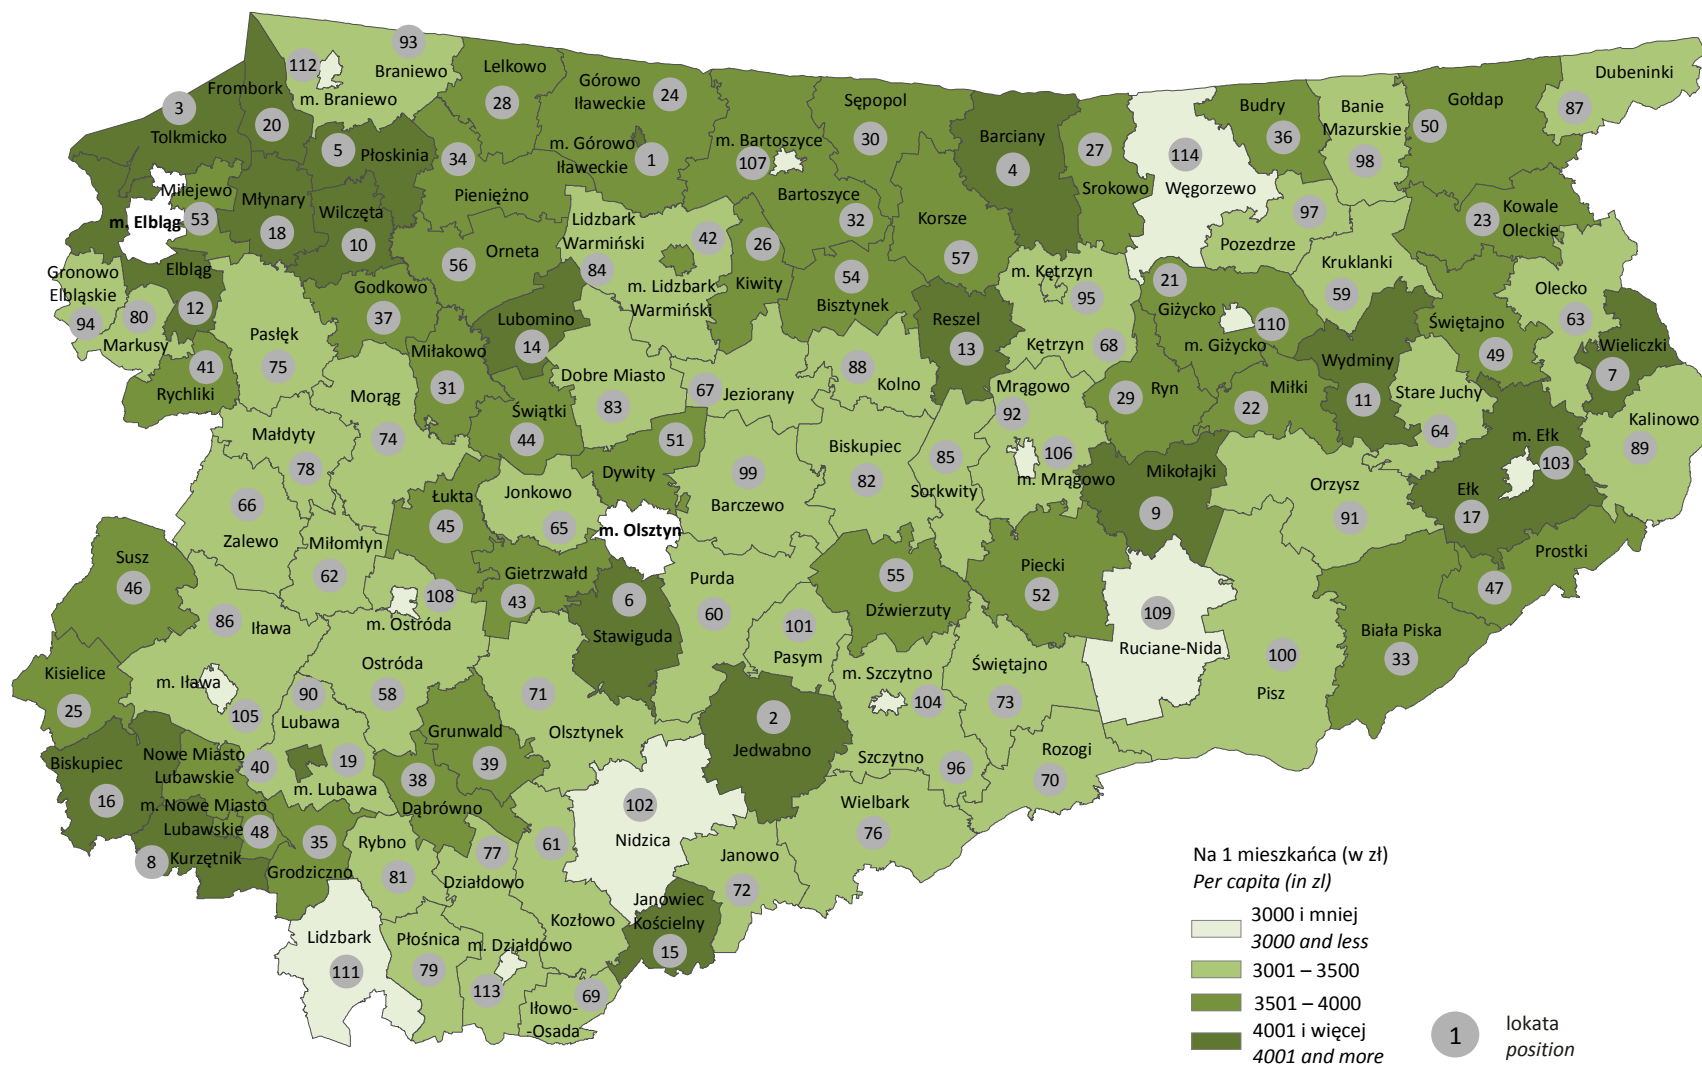 93
Braniewo
112
m. Braniewo
Lelkowo
28
Górowo
Iławeckie
24
m. Górowo
Iławeckie
1
Frombork
20
3
Tolkmicko
5
Płoskinia
34
Pieniężno
m. Bartoszyce
107
Sępopol
30
Bartoszyce
32
Barciany
4
27
Srokowo
114
Węgorzewo
Budry
36
Banie
Mazurskie
98
Gołdap
50
Dubeninki
87
Milejewo
53
m. Elbląg
Młynary
18
Wilczęta
10
Orneta
56
Lidzbark
Warmiński
84
42
m. Lidzbark
Warmiński
26
Kiwity
54
Bisztynek
Korsze
57
97
Pozezdrze
23
Kowale
Oleckie
Gronowo
Elbląskie
94
Elbląg
12
80
Markusy
Pasłęk
75
Godkowo
37
Lubomino
14
m. Kętrzyn
95
Kętrzyn
68
Reszel
13
21
Giżycko
110
m. Giżycko
Kruklanki
59
Olecko
63
Świętajno
49
Wieliczki
7
41
Rychliki
Morąg
74
Miłakowo
31
Dobre Miasto
83
67
Jeziorany
88
Kolno
Mrągowo
92
106
m. Mrągowo
29
Ryn
Miłki
22
Wydminy
11
Stare Juchy
64
Kalinowo
89
Małdyty
78
Świątki
44
51
Dywity
99
Barczewo
Biskupiec
82
85
Sorkwity
Mikołajki
9
Orzysz
91
m. Ełk
103
Ełk
17
66
Zalewo
Miłomłyn
62
Łukta
45
Jonkowo
65
m. Olsztyn
Susz
46
108
m. Ostróda
Gietrzwałd
43
6
Stawiguda
Purda
60
55
Dźwierzuty
Piecki
52
109
Ruciane-Nida
Prostki
47
Biała Piska
33
86
Iława
m. Iława
105
Ostróda
58
71
Olsztynek
101
Pasym
m. Szczytno
104
Szczytno
96
Świętajno
73
100
Pisz
Kisielice
25
90
Lubawa
19
m. Lubawa
Grunwald
39
38
Dąbrówno
2
Jedwabno
Rozogi
70
Biskupiec
16
Nowe Miasto
Lubawskie
40
m. Nowe Miasto
Lubawskie
48
8
Kurzętnik
35
Grodziczno
Rybno
81
77
Działdowo
61
Kozłowo
102
Nidzica
Wielbark
76
Janowo
72
Janowiec
Kościelny
15
Lidzbark
111
Płośnica
79
m. Działdowo
113
69
Iłowo-
-Osada
Na 1 mieszkańca (w zł)
Per capita (in zl)
3000 i mniej
3000 and less
3001 – 3500
3501 – 4000
4001 i więcej
4001 and more
1
lokata
position